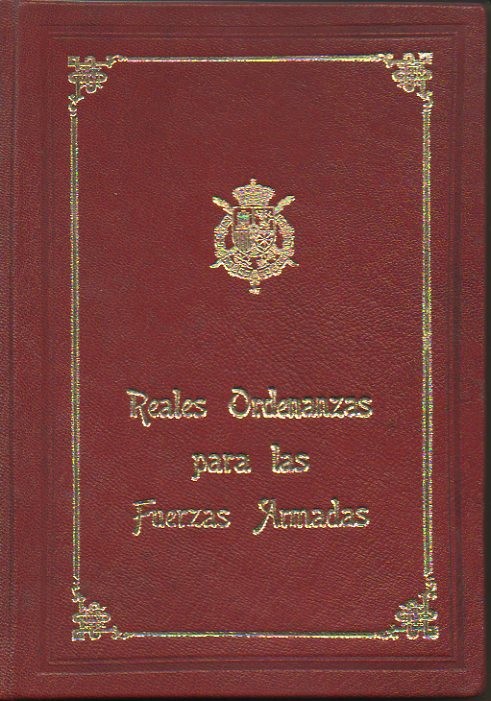 Reales Ordenanzas
para las
Fuerzas Armadas